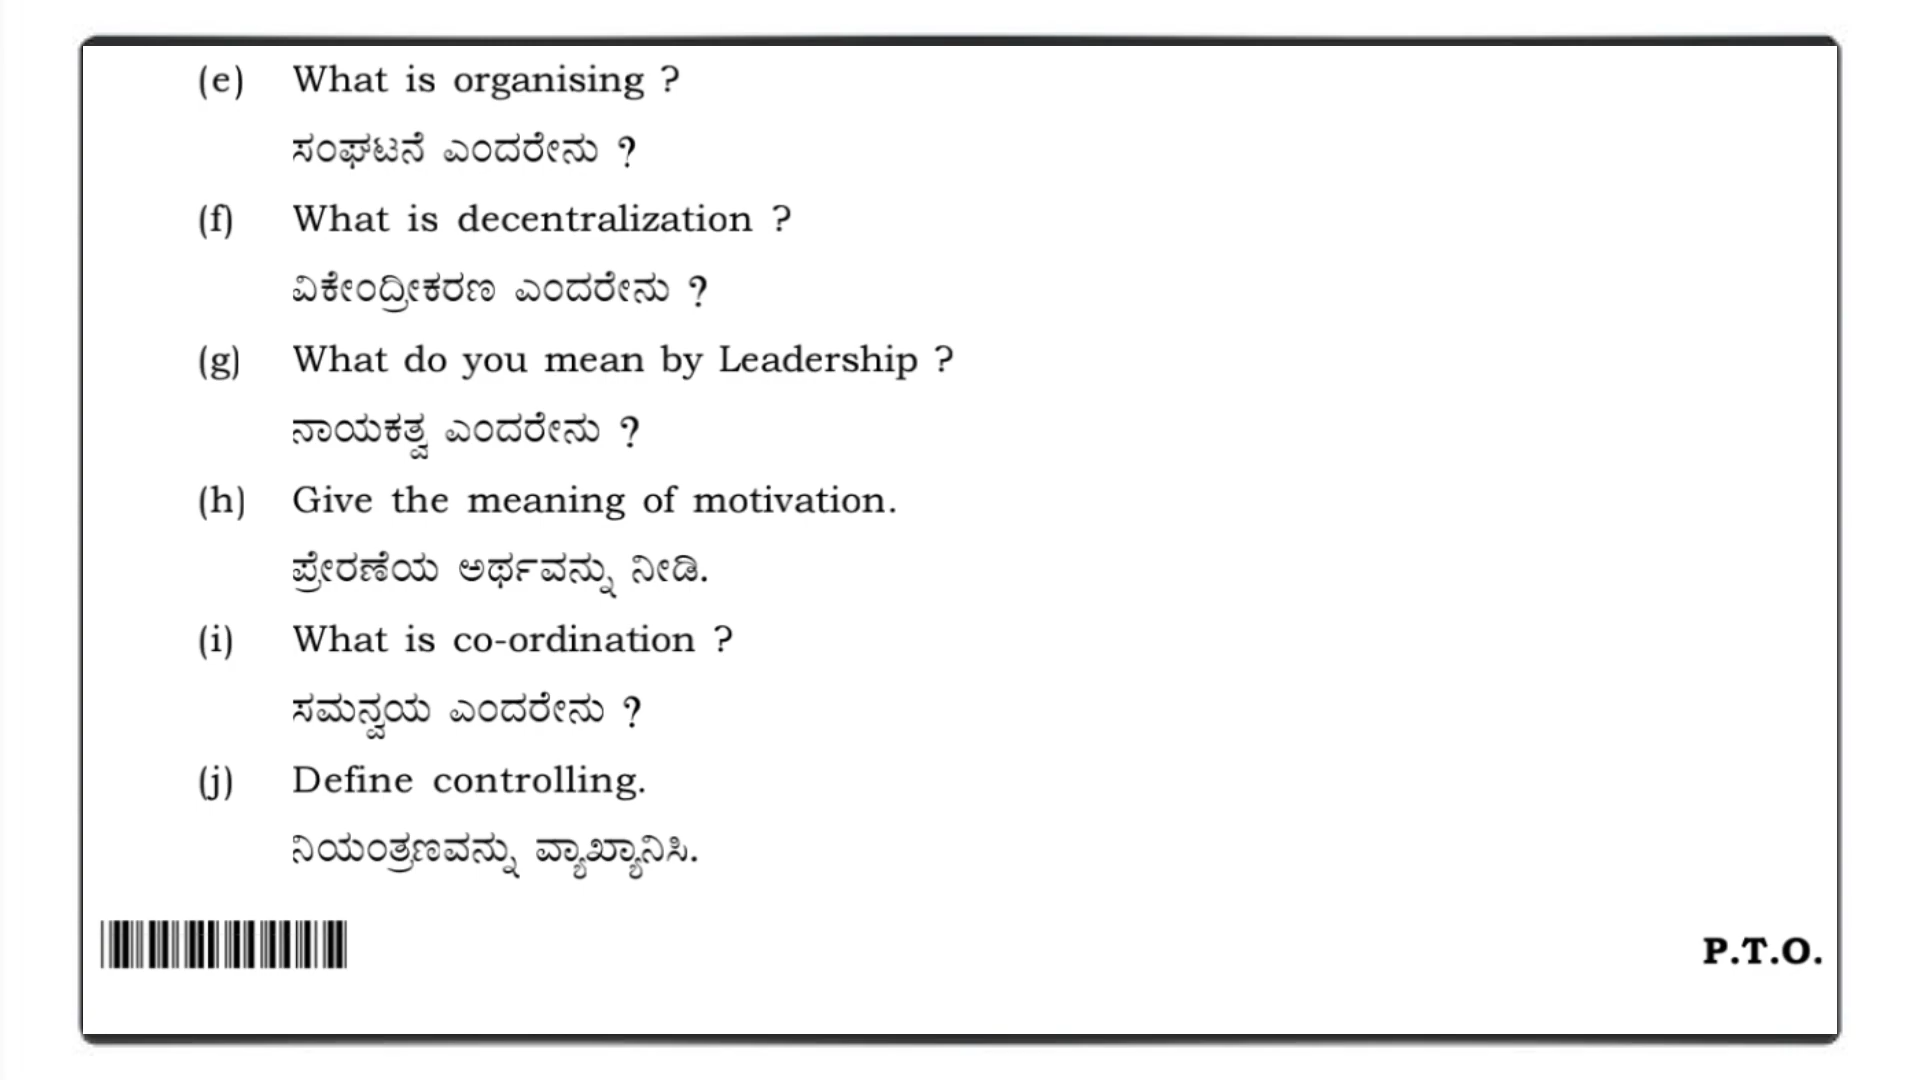 (e) What is organising ?
ಸಂಘಟನೆ ಎಂದರೇನು ?
(f) What is decentralization ?
ವಿಕೇಂದ್ರೀಕರಣ ಎಂದರೇನು ?
(g) What do you mean by Leadership ?
ನಾಯಕತ್ವ ಎಂದರೇನು ?
(h) Give the meaning of motivation.
ಪ್ರೇರಣೆಯ ಅರ್ಥವನ್ನು ನೀಡಿ.
(i) What is co-ordination ?
ಸಮನ್ವಯ ಎಂದರೇನು ?
(j) Define controlling.
ನಿಯಂತ್ರಣವನ್ನು ವ್ಯಾಖ್ಯಾನಿಸಿ.
P.T.O.